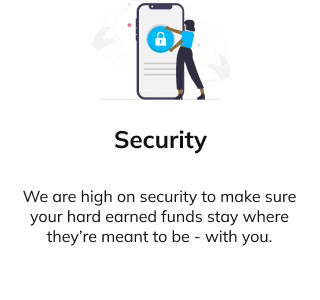 Security
We are high on security to make sure
your hard earned funds stay where
they’re meant to be - with you.